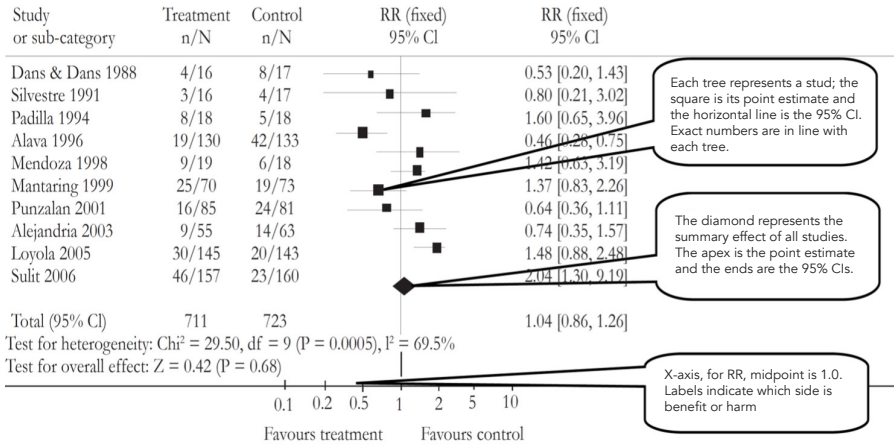 Study Treatment Control RR (fixed) RR (fixed)
or sub-category n/N n/N 95% CI 95% CI
Dans & Dans 1988 4/16 8/17 0.53 [0.20, 1.43]
Silvestre 1991 3/16 4/17 0.80 [0.21, 3.02]
Padilla 1994 8/18 5/18 1.60 [0.65, 3.96]
Alava 1996 19/130 42/133 0.46 [0.28, 0.75]
Mendoza 1998 9/19 6/18 1.42 [0.63, 3.19]
Mantaring 1999 25/70 19/73 1.37 [0.83, 2.26]
Punzalan 2001 16/85 24/81 0.64 [0.36, 1.11]
Alejandria 2003 9/55 14/63 0.74 [0.35, 1.57]
Loyola 2005 30/145 20/143 1.48 [0.88, 2.48]
Sulit 2006 46/157 23/160 2.04 [1.30, 9.19]
Total (95% CI) 711 723 1.04 [0.86, 1.26]
Test for heterogeneity: Chi² = 29.50, df = 9 (P = 0.0005), I² = 69.5%
Test for overall effect: Z = 0.42 (P = 0.68)
0.1 0.2 0.5 1 2 5 10
Favours treatment Favours control
Each tree represents a stud; the
square is its point estimate and
the horizontal line is the 95% CI.
Exact numbers are in line with
each tree.
The diamond represents the
summary effect of all studies.
The apex is the point estimate
and the ends are the 95% CIs.
X-axis, for RR, midpoint is 1.0.
Labels indicate which side is
benefit or harm